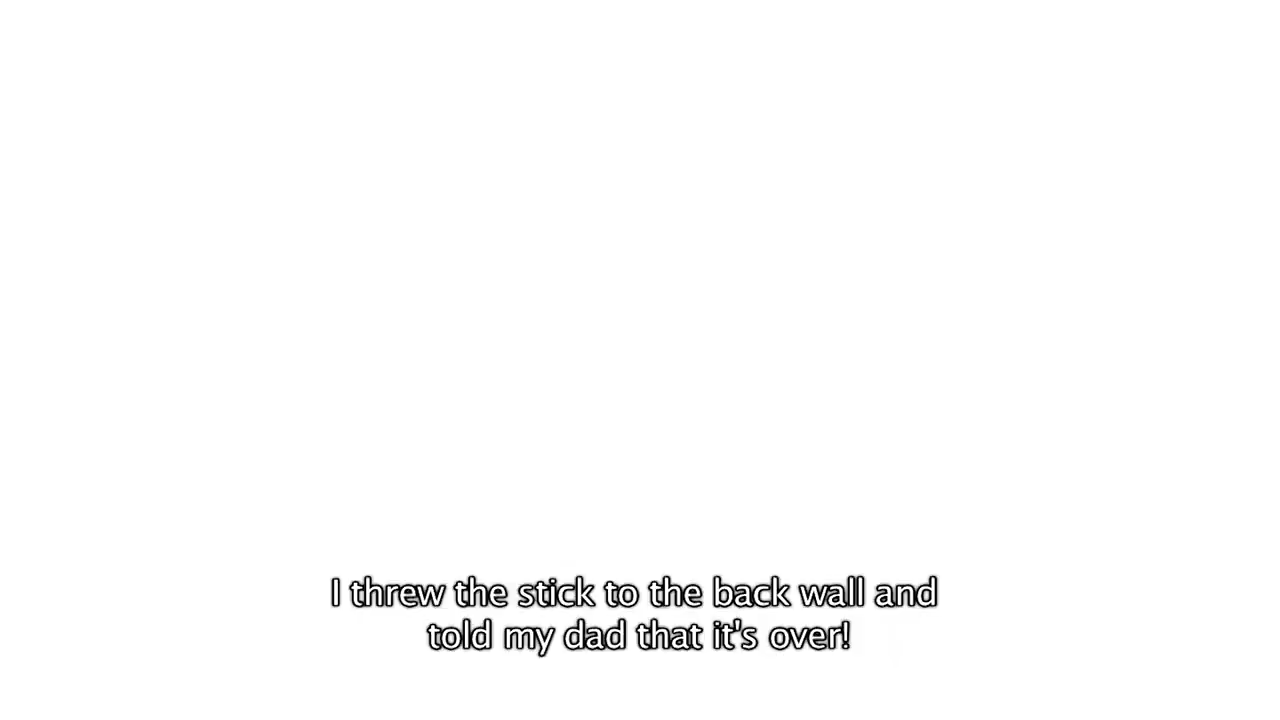 I threw the stick to the back wall and
told my dad that it's over!